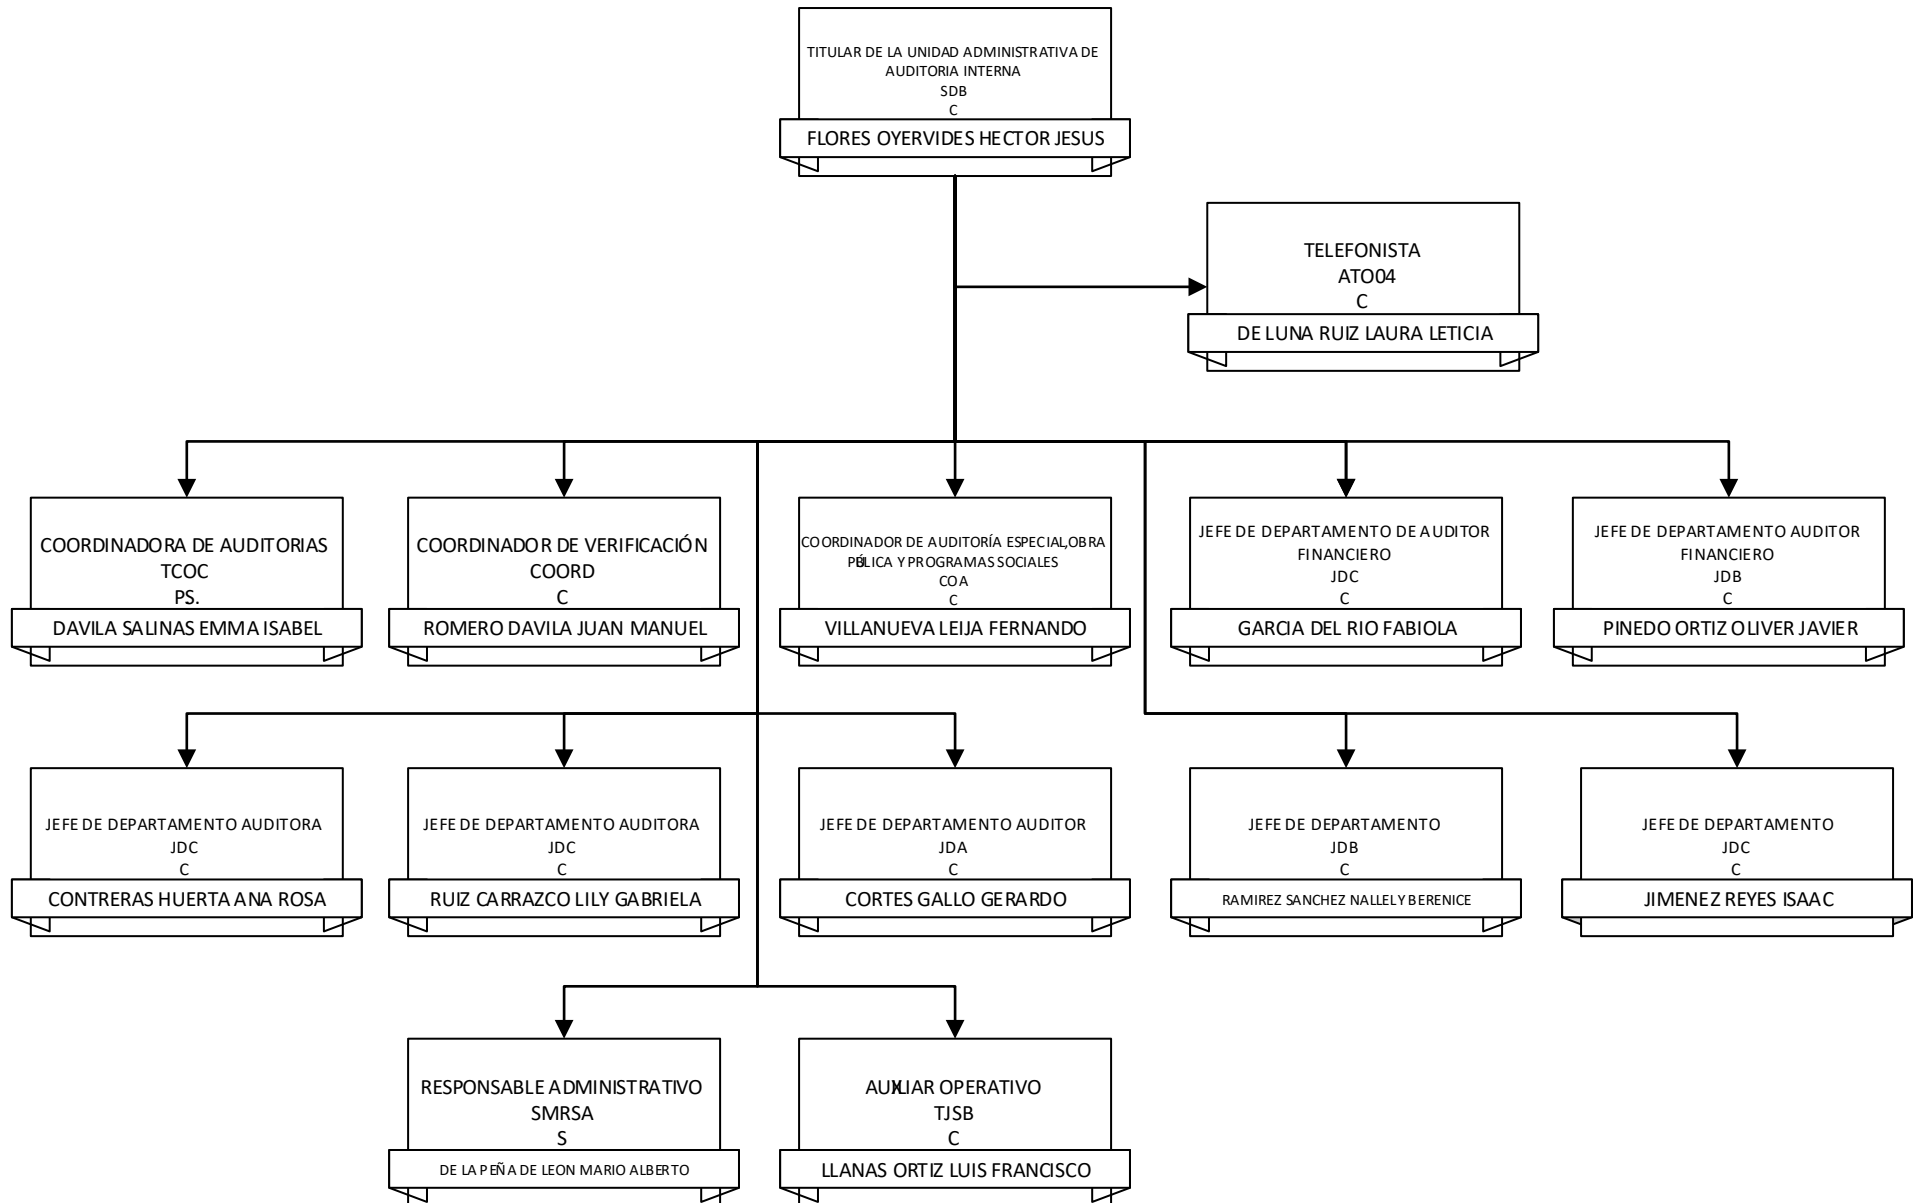 TITULAR DE LA UNIDAD ADMINISTRATIVA DE
AUDITORIA INTERNA
SDB
C
FLORES OYERVIDES HECTOR JESUS
TELEFONISTA
ATO04
C
DE LUNA RUIZ LAURA LETICIA
COORDINADORA DE AUDITORIAS
TCOC
PS.
DAVILA SALINAS EMMA ISABEL
COORDINADOR DE VERIFICACIÓN
COORD
C
ROMERO DAVILA JUAN MANUEL
COORDINADOR DE AUDITORÍA ESPECIAL,OBRA
PÚBLICA Y PROGRAMAS SOCIALES
COA
C
VILLANUEVA LEIJA FERNANDO
JEFE DE DEPARTAMENTO DE AUDITOR
FINANCIERO
JDC
C
GARCIA DEL RIO FABIOLA
JEFE DE DEPARTAMENTO AUDITOR
FINANCIERO
JDB
C
PINEDO ORTIZ OLIVER JAVIER
JEFE DE DEPARTAMENTO AUDITORA
JDC
C
CONTRERAS HUERTA ANA ROSA
JEFE DE DEPARTAMENTO AUDITORA
JDC
C
RUIZ CARRAZCO LILY GABRIELA
JEFE DE DEPARTAMENTO AUDITOR
JDA
C
CORTES GALLO GERARDO
JEFE DE DEPARTAMENTO
JDB
C
RAMIREZ SANCHEZ NALLELY BERENICE
JEFE DE DEPARTAMENTO
JDC
C
JIMENEZ REYES ISAAC
RESPONSABLE ADMINISTRATIVO
SMRSA
S
DE LA PEÑA DE LEON MARIO ALBERTO
AUXILIAR OPERATIVO
TJSB
C
LLANAS ORTIZ LUIS FRANCISCO